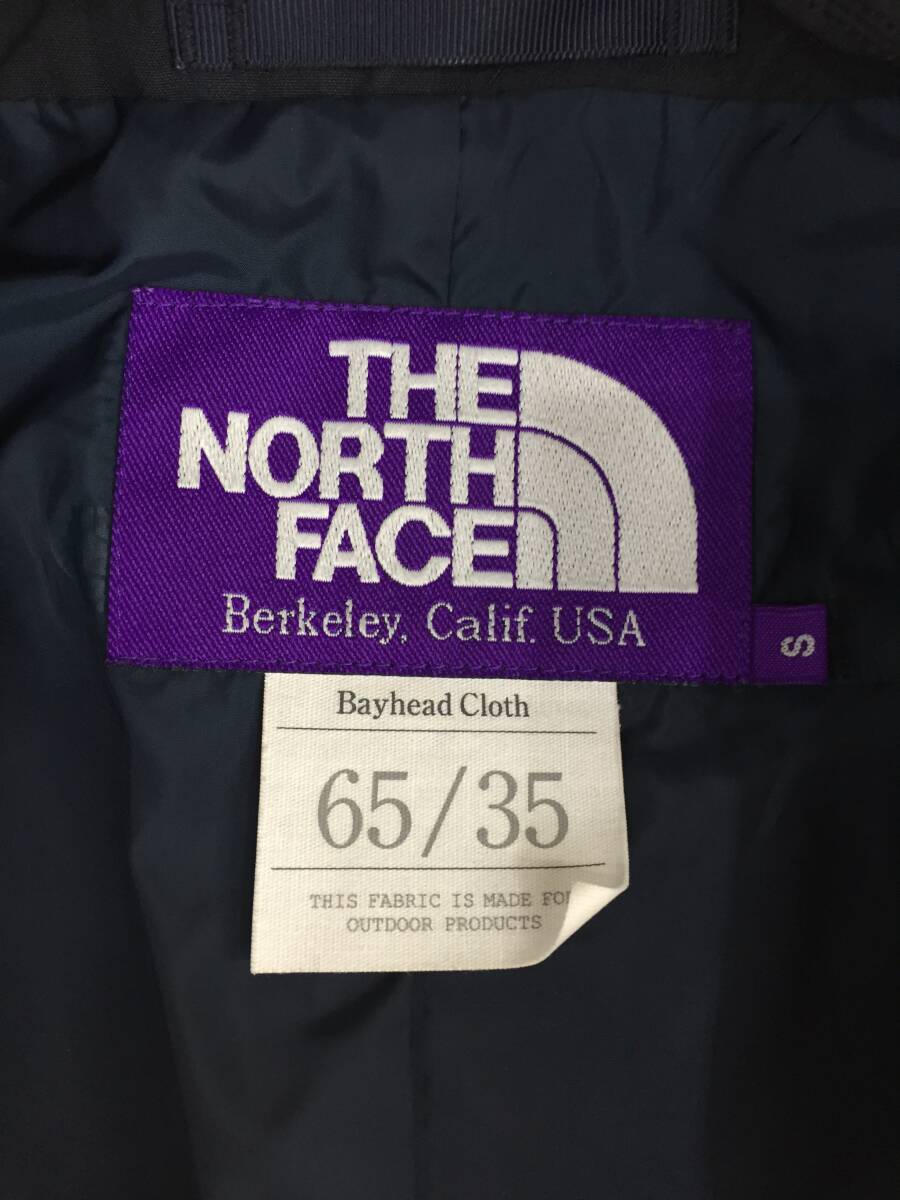 THE
NORTH
FACE
Berkeley, Calif. USA
S
Bayhead Cloth
65/35
THIS FABRIC IS MADE FOR
OUTDOOR PRODUCTS